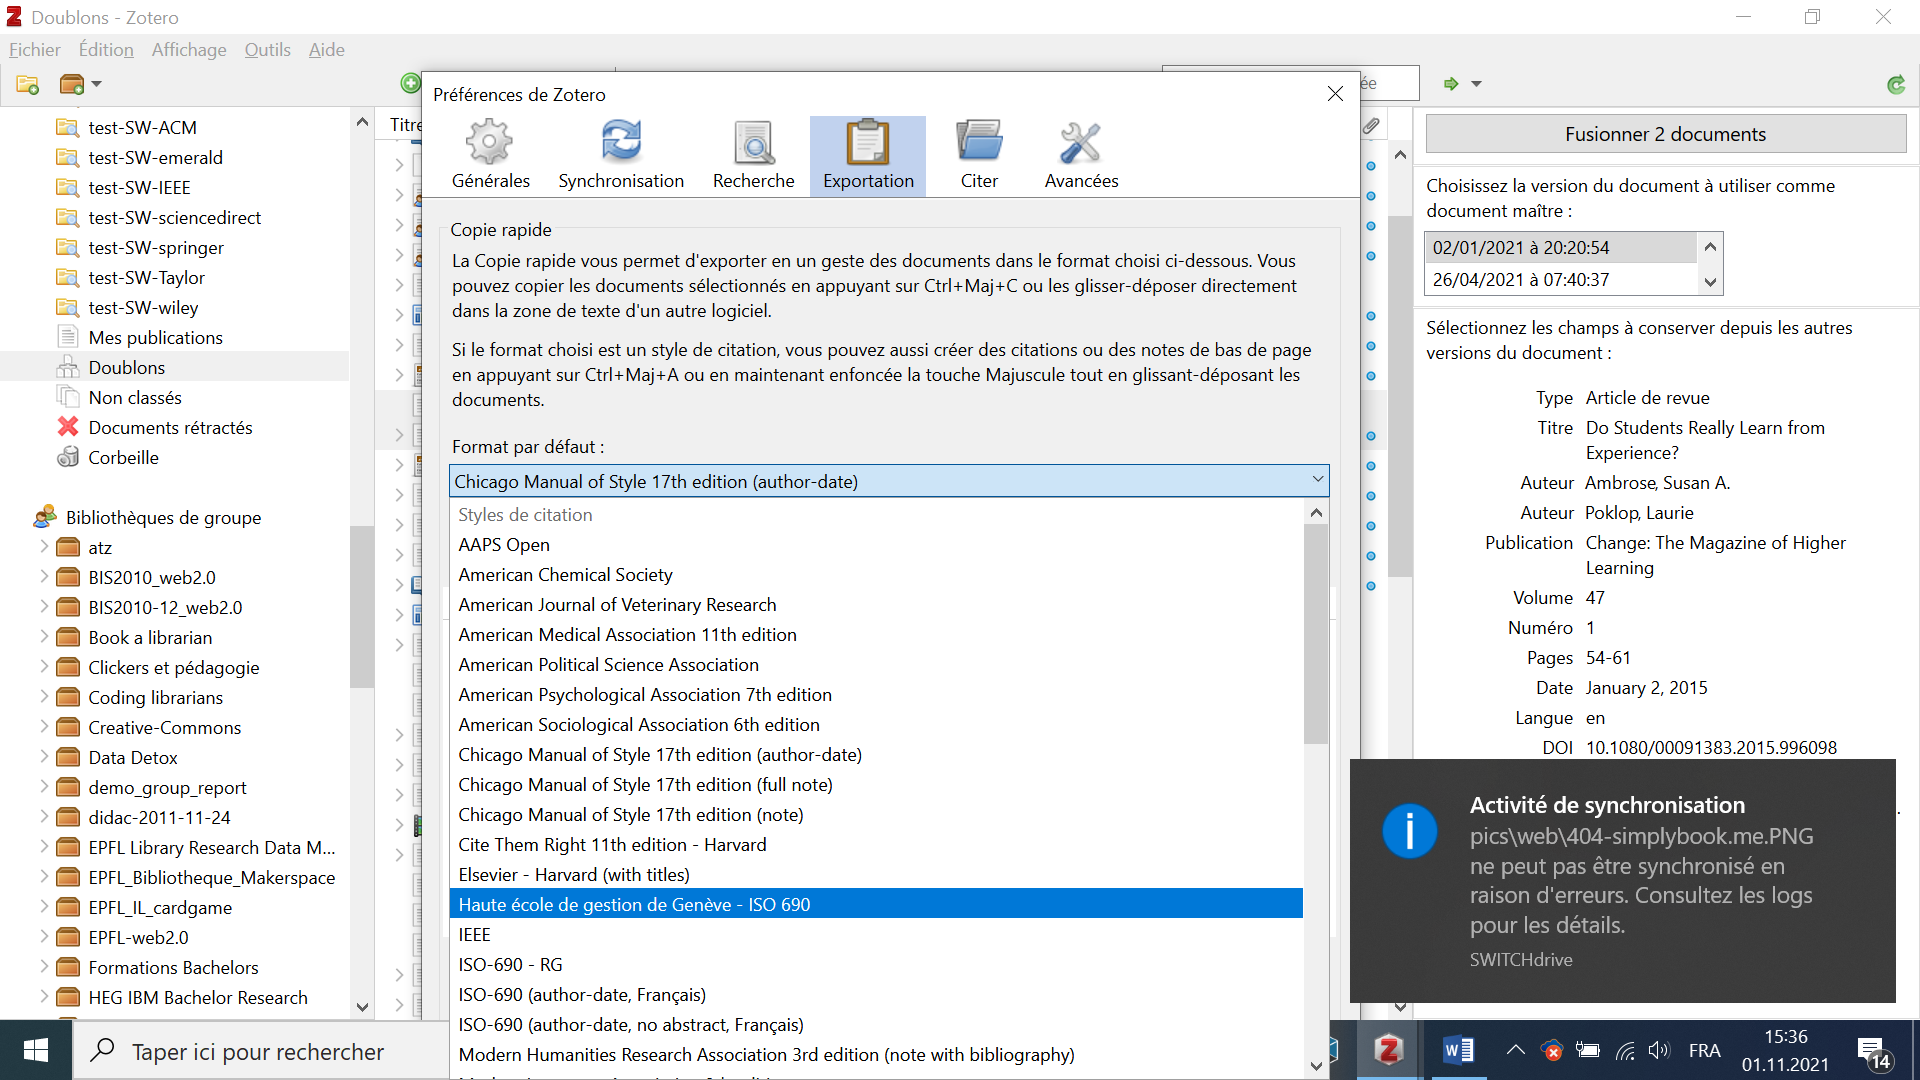 Doublons - Zotero
Fichier Édition Affichage Outils Aide
test-SW-ACM
test-SW-emerald
test-SW-IEEE
test-SW-sciencedirect
test-SW-springer
test-SW-Taylor
test-SW-wiley
Mes publications
Doublons
Non classés
Documents rétractés
Corbeille
Bibliothèques de groupe
atz
BIS2010_web2.0
BIS2010-12_web2.0
Book a librarian
Clickers et pédagogie
Coding librarians
Creative-Commons
Data Detox
demo_group_report
didac-2011-11-24
EPFL Library Research Data M...
EPFL_Bibliotheque_Makerspace
EPFL_IL_cardgame
EPFL-web2.0
Formations Bachelors
HEG IBM Bachelor Research
Titre
Préférences de Zotero
Générales Synchronisation Recherche Exportation Citer Avancées
Copie rapide
La Copie rapide vous permet d'exporter en un geste des documents dans le format choisi ci-dessous. Vous
pouvez copier les documents sélectionnés en appuyant sur Ctrl+Maj+C ou les glisser-déposer directement
dans la zone de texte d'un autre logiciel.
Si le format choisi est un style de citation, vous pouvez aussi créer des citations ou des notes de bas de page
en appuyant sur Ctrl+Maj+A ou en maintenant enfoncée la touche Majuscule tout en glissant-déposant les
documents.
Format par défaut :
Chicago Manual of Style 17th edition (author-date)
Styles de citation
AAPS Open
American Chemical Society
American Journal of Veterinary Research
American Medical Association 11th edition
American Political Science Association
American Psychological Association 7th edition
American Sociological Association 6th edition
Chicago Manual of Style 17th edition (author-date)
Chicago Manual of Style 17th edition (full note)
Chicago Manual of Style 17th edition (note)
Cite Them Right 11th edition - Harvard
Elsevier - Harvard (with titles)
Haute école de gestion de Genève - ISO 690
IEEE
ISO-690 - RG
ISO-690 (author-date, Français)
ISO-690 (author-date, no abstract, Français)
Modern Humanities Research Association 3rd edition (note with bibliography)
ée
Fusionner 2 documents
Choisissez la version du document à utiliser comme
document maître :
02/01/2021 à 20:20:54
26/04/2021 à 07:40:37
Sélectionnez les champs à conserver depuis les autres
versions du document :
Type Article de revue
Titre Do Students Really Learn from
Experience?
Auteur Ambrose, Susan A.
Auteur Poklop, Laurie
Publication Change: The Magazine of Higher
Learning
Volume 47
Numéro 1
Pages 54-61
Date January 2, 2015
Langue en
DOI 10.1080/00091383.2015.996098
Activité de synchronisation
pics\web\404-simplybook.me.PNG
ne peut pas être synchronisé en
raison d'erreurs. Consultez les logs
pour les détails.
SWITCHdrive
Taper ici pour rechercher
FRA
15:36
01.11.2021
14